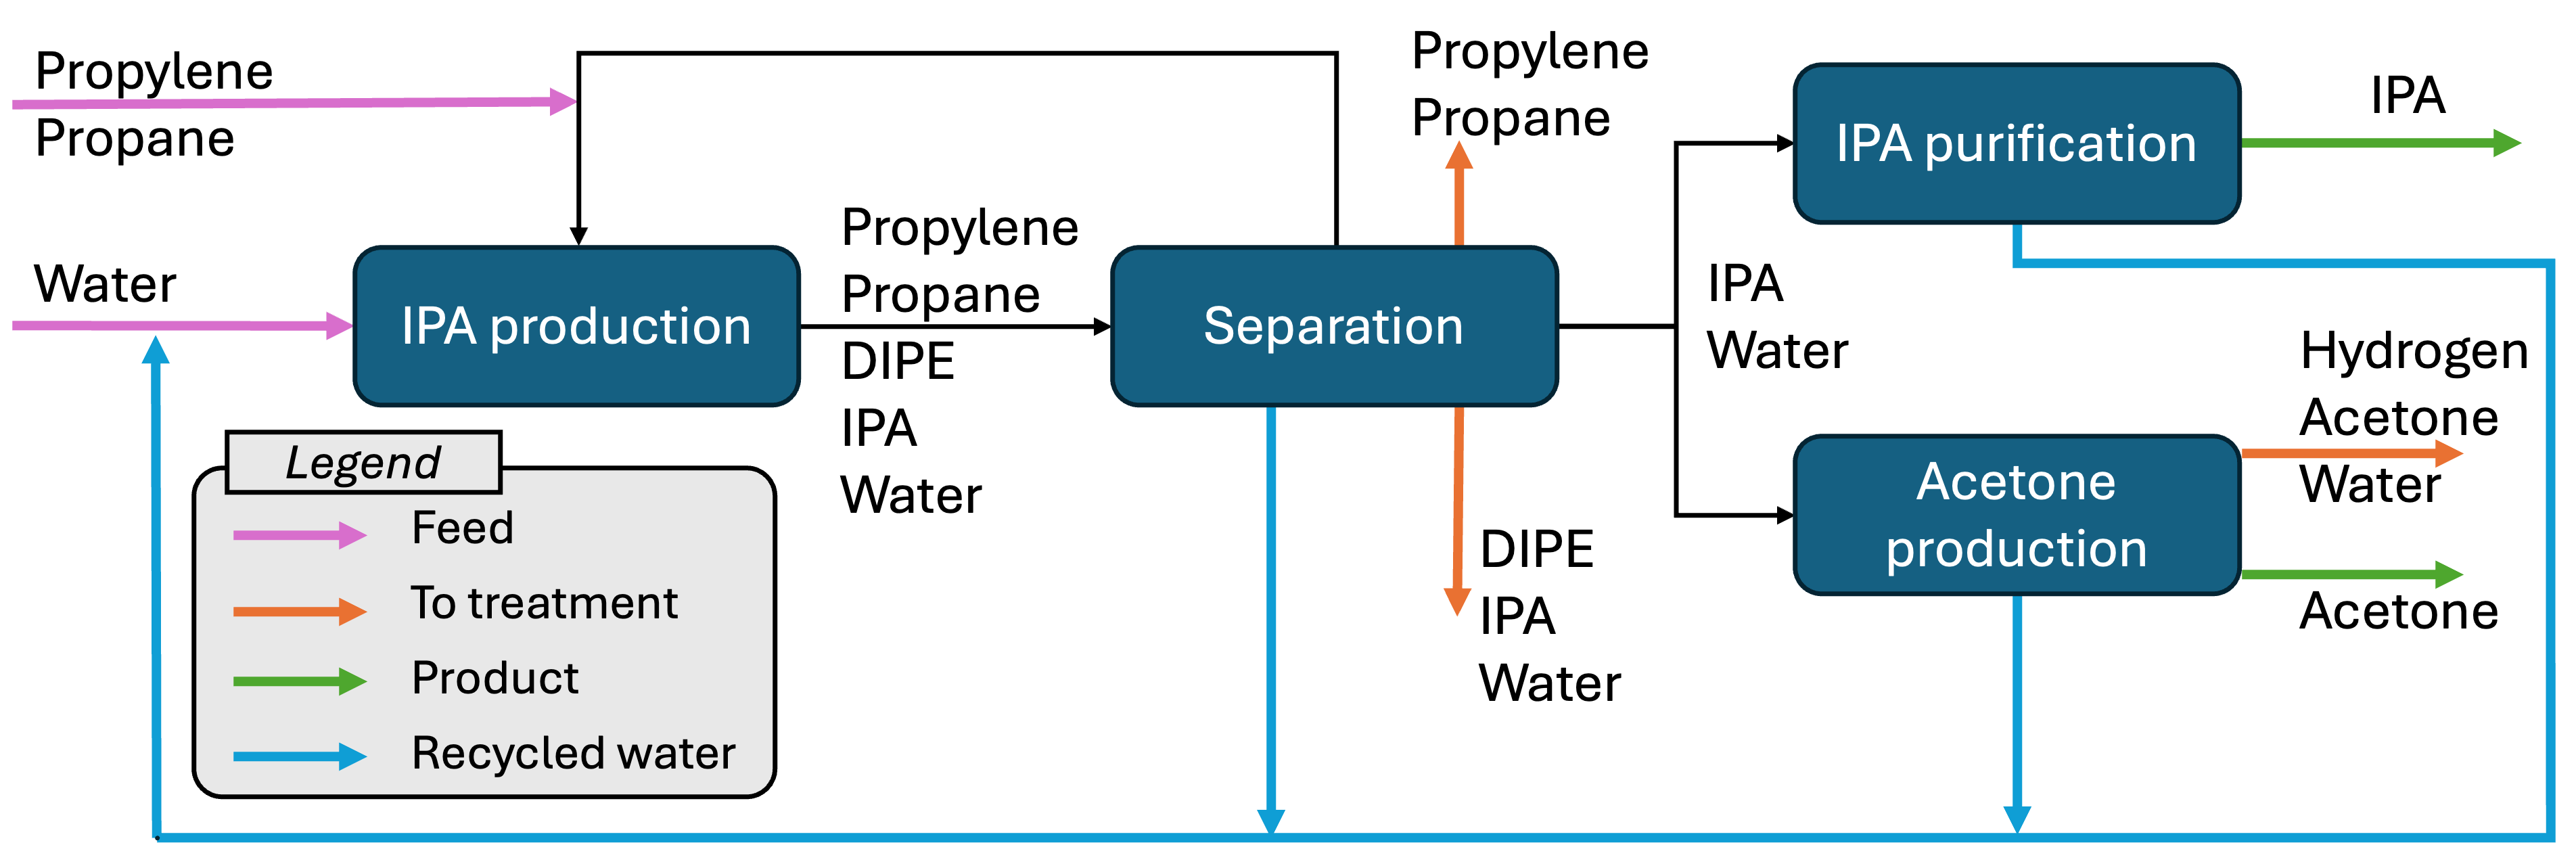 Propylene
Propane
Water
IPA production
Propylene
Propane
DIPE
IPA
Water
Separation
Propylene
Propane
DIPE
IPA
Water
IPA
Water
IPA purification
IPA
Acetone
production
Hydrogen
Acetone
Water
Acetone
Legend
Feed
To treatment
Product
Recycled water